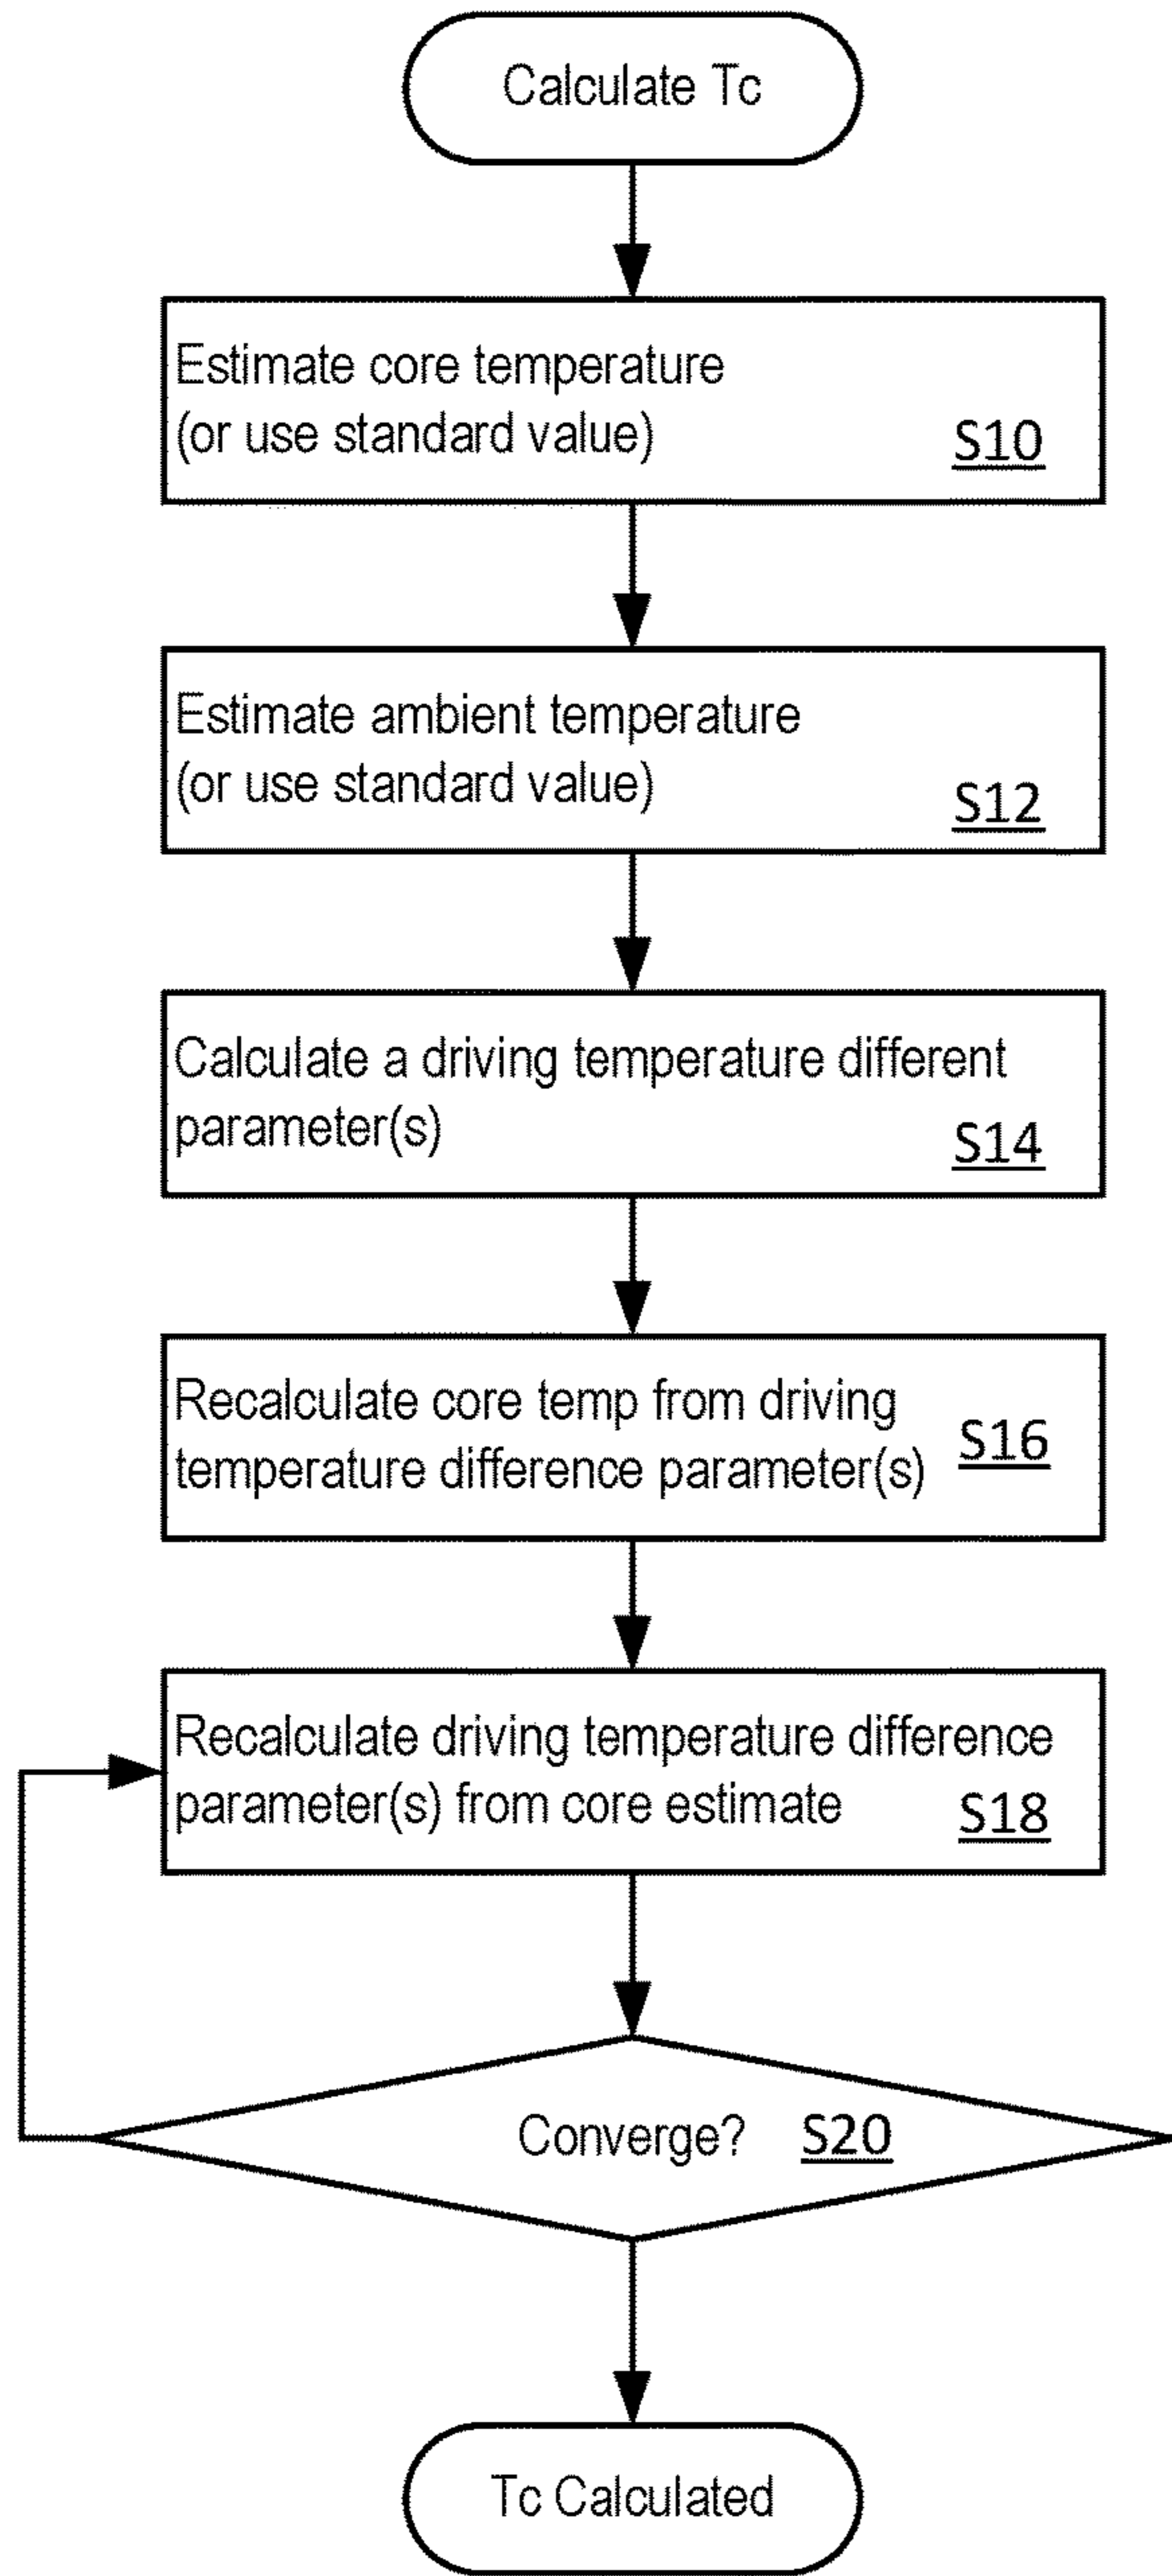 Calculate Tc
Estimate core temperature
(or use standard value)
S10
Estimate ambient temperature
(or use standard value)
S12
Calculate a driving temperature different
parameter(s)
S14
Recalculate core temp from driving
temperature difference parameter(s)
S16
Recalculate driving temperature difference
parameter(s) from core estimate
S18
Converge? S20
Tc Calculated